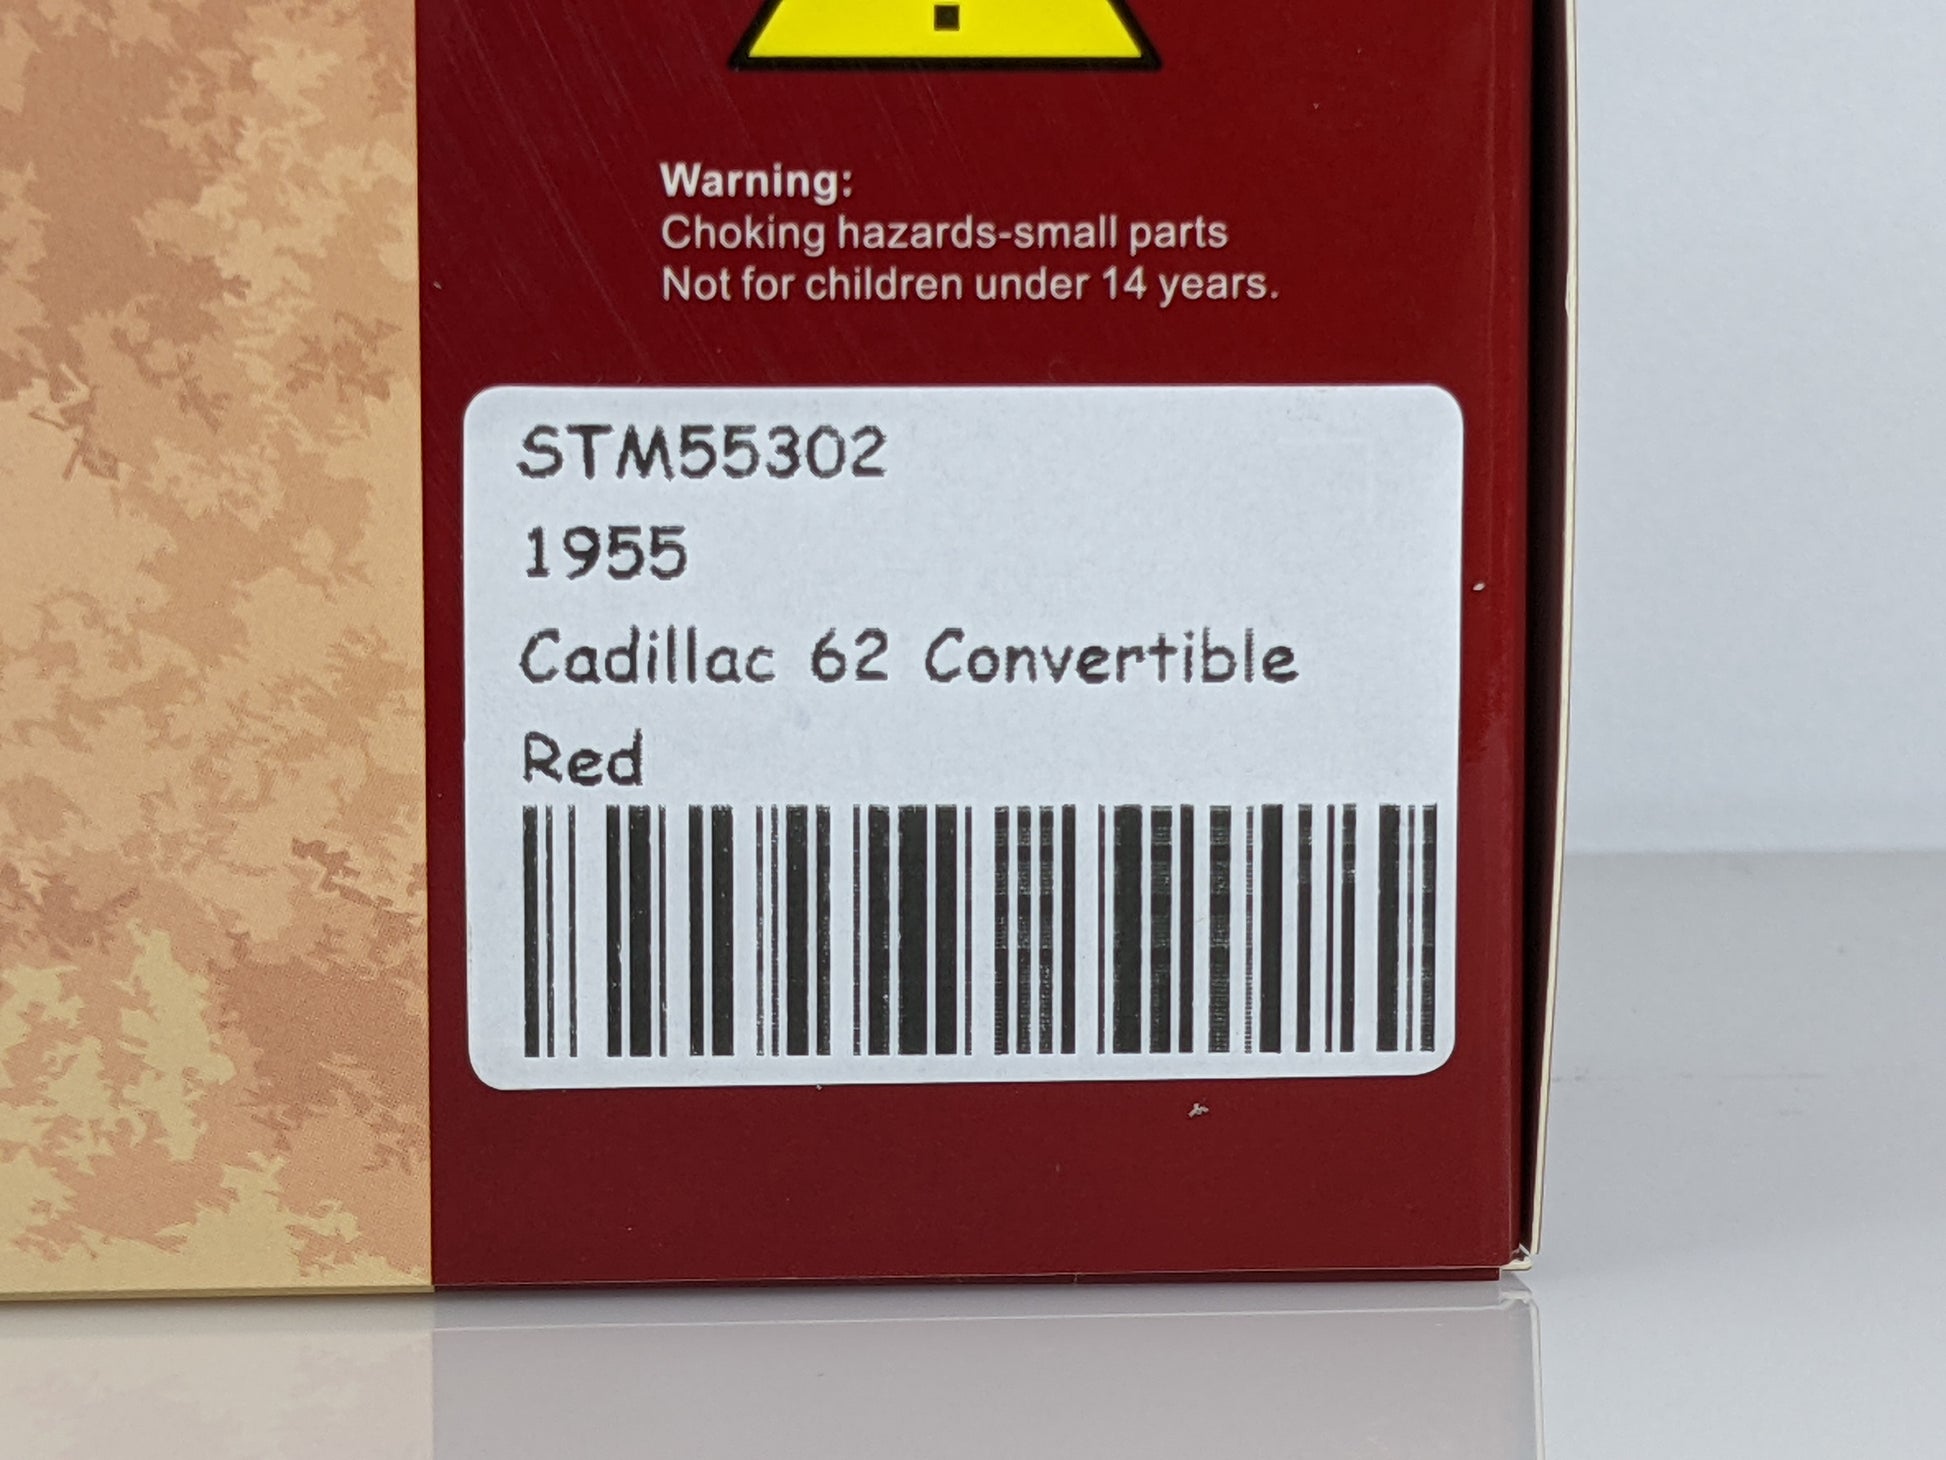 Warning:
Choking hazards-small parts
Not for children under 14 years.
STM55302
1955
Cadillac 62 Convertible
Red